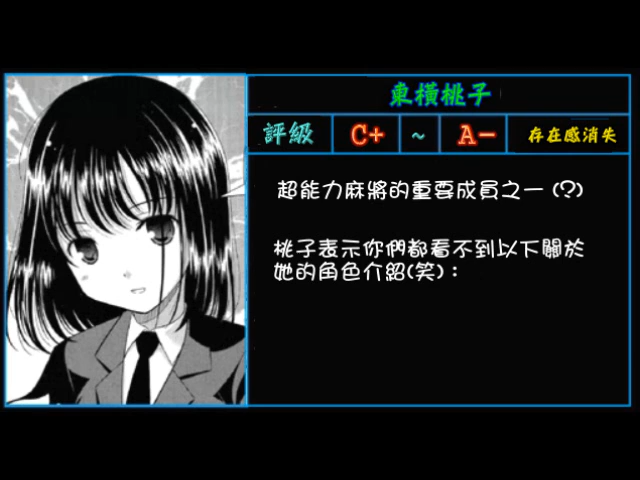 東橫桃子
評級 C+ ~ A- 存在感消失
超能力麻將的重要成員之一 (?)
桃子表示你們都看不到以下關於
她的角色介紹(笑)：